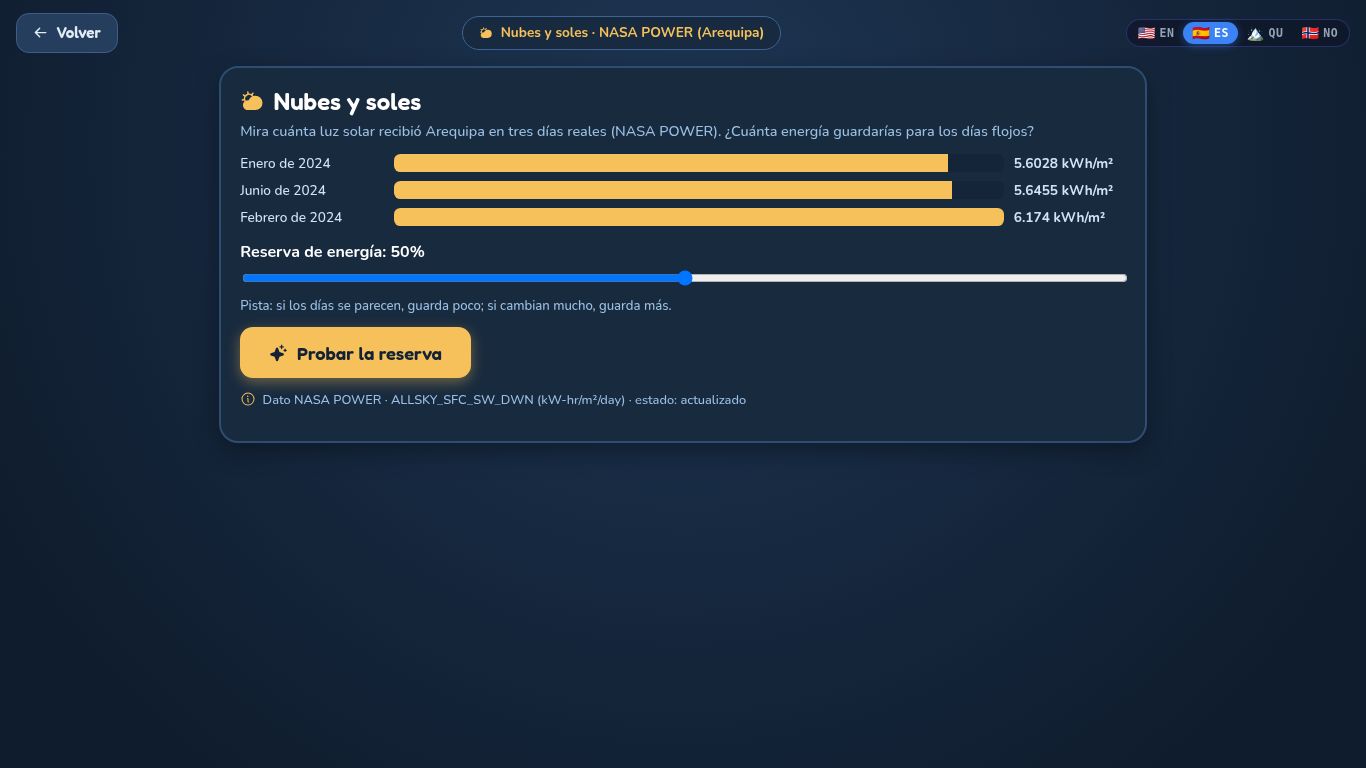 ← Volver
Nubes y soles · NASA POWER (Arequipa)
EN ES QU NO
Nubes y soles
Mira cuánta luz solar recibió Arequipa en tres días reales (NASA POWER). ¿Cuánta energía guardarías para los días flojos?
Enero de 2024 5.6028 kWh/m²
Junio de 2024 5.6455 kWh/m²
Febrero de 2024 6.174 kWh/m²
Reserva de energía: 50%
Pista: si los días se parecen, guarda poco; si cambian mucho, guarda más.
Probar la reserva
Dato NASA POWER · ALLSKY_SFC_SW_DWN (kW-hr/m²/day) · estado: actualizado